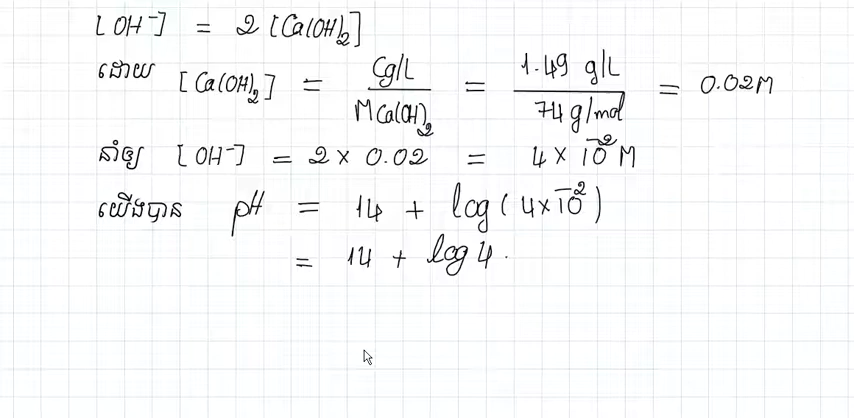 [OH⁻] = 2 [Ca(OH)₂]
ដោយ [Ca(OH)₂] = Cg/L / MCa(OH)₂ = 1.49 g/L / 74 g/mol = 0.02M
នាំឲ្យ [OH⁻] = 2 × 0.02 = 4 × 10⁻² M
យើងបាន pH = 14 + log(4×10⁻²)
= 14 + log 4.